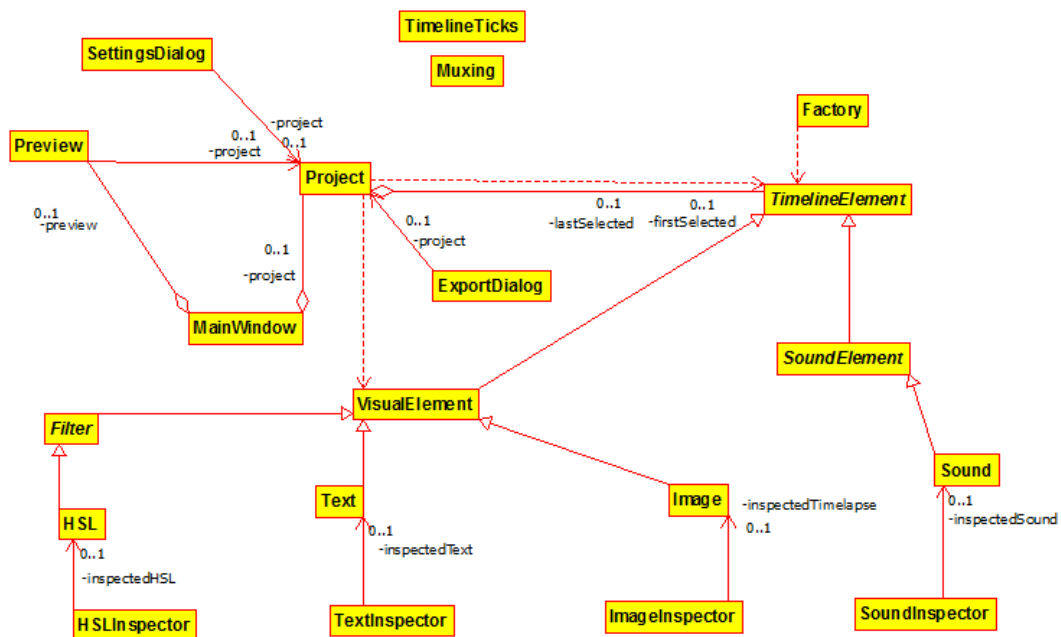 TimelineTicks
SettingsDialog
Muxing
Factory
-project
0..1
0..1
-project
Preview
Project
TimelineElement
0..1
-preview
0..1
-lastSelected
0..1
-firstSelected
0..1
-project
0..1
-project
ExportDialog
MainWindow
SoundElement
VisualElement
Filter
Sound
Text
Image
-inspectedTimelapse
0..1
0..1
-inspectedSound
HSL
0..1
-inspectedText
0..1
-inspectedHSL
HSLInspector
TextInspector
ImageInspector
SoundInspector